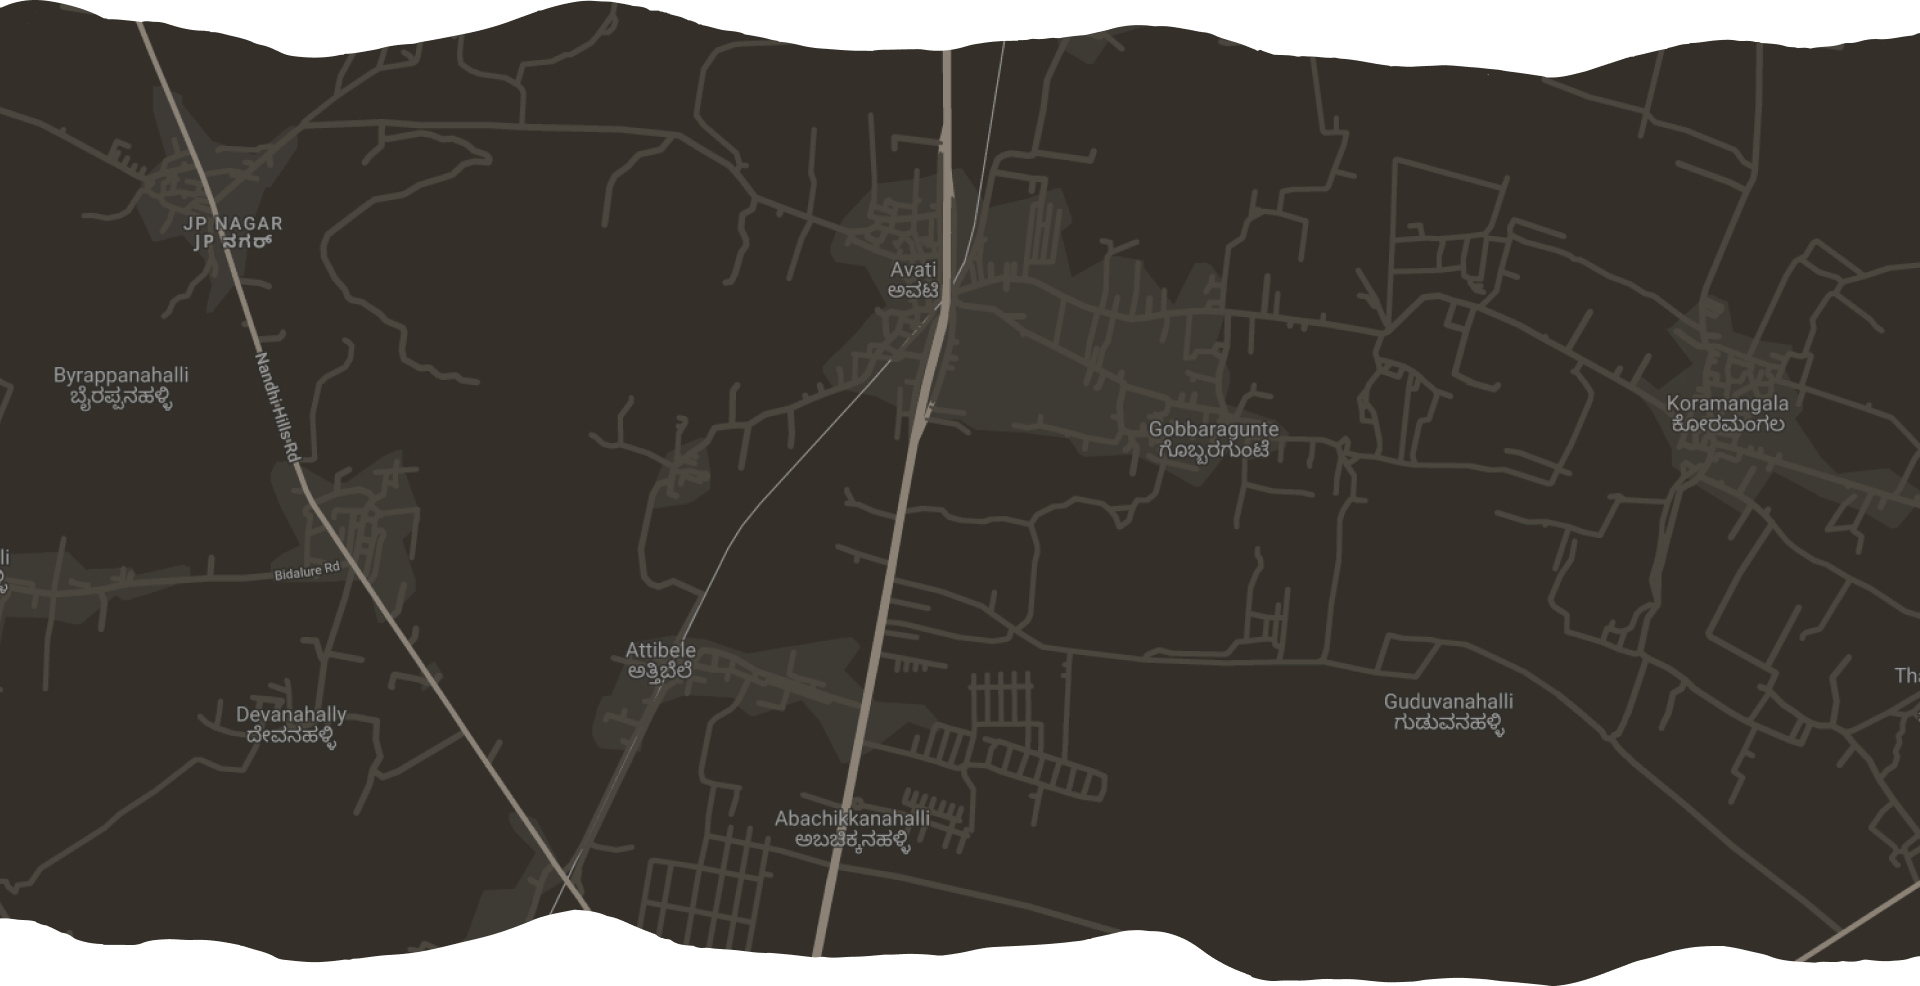 JP NAGAR
JP ನಗರ್
Avati
ಅವಟಿ
Byrappanahalli
ಬೈರಪ್ಪನಹಳ್ಳಿ
Nandhi Hills Rd
Koramangala
ಕೋರಮಂಗಲ
Gobbaragunte
ಗೊಬ್ಬರಗುಂಟೆ
li
Bidalure Rd
Attibele
ಅತ್ತಿಬೆಲೆ
Tha
Guduvanahalli
ಗುಡುವನಹಳ್ಳಿ
Devanahally
ದೇವನಹಳ್ಳಿ
Abachikkanahalli
ಅಬಚಿಕ್ಕನಹಳ್ಳಿ